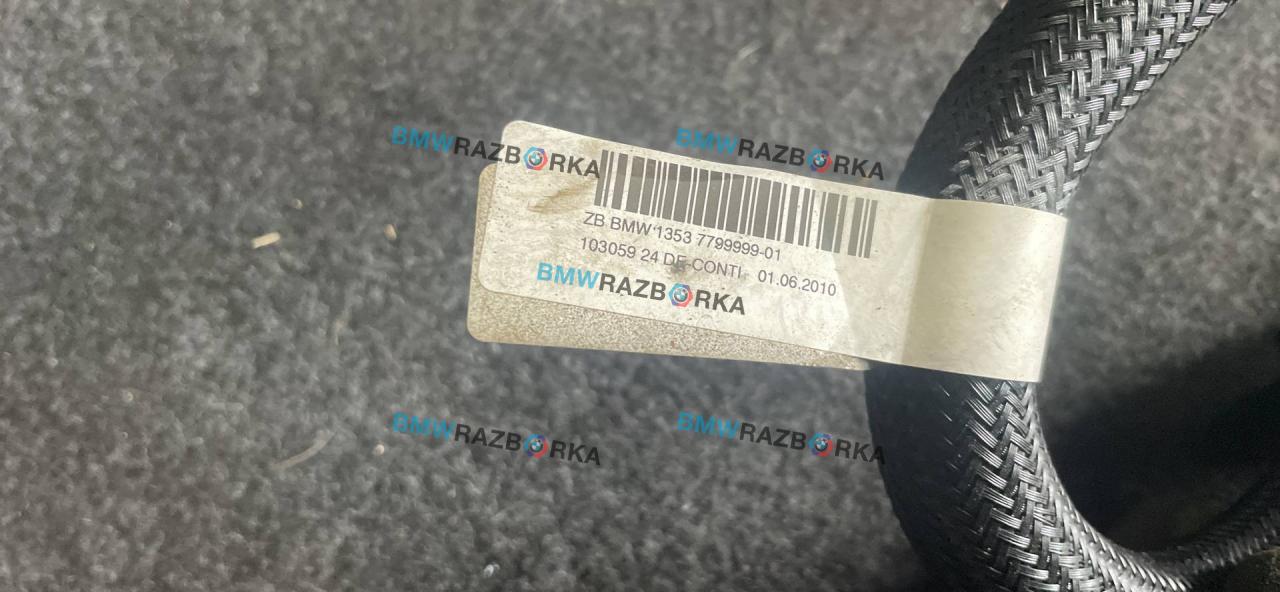 BMWRAZBORKA
BMWRAZBORKA
ZB BMW 1353 7799999-01
103059 24 DE-CONTI 01.06.2010
BMWRAZBORKA
BMWRAZBORKA
BMWRAZBORKA